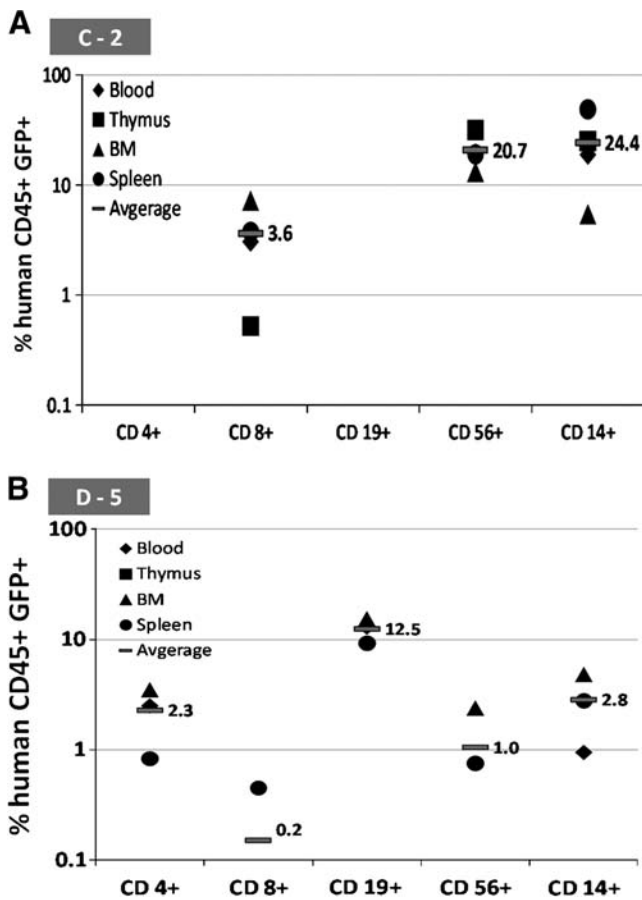 A
C - 2
% human CD45+ GFP+
100
10
1
0.1
Blood
Thymus
BM
Spleen
Avgerage
3.6
20.7
24.4
CD 4+ CD 8+ CD 19+ CD 56+ CD 14+
B
D - 5
% human CD45+ GFP+
100
10
1
0.1
Blood
Thymus
BM
Spleen
Avgerage
2.3
0.2
12.5
1.0
2.8
CD 4+ CD 8+ CD 19+ CD 56+ CD 14+